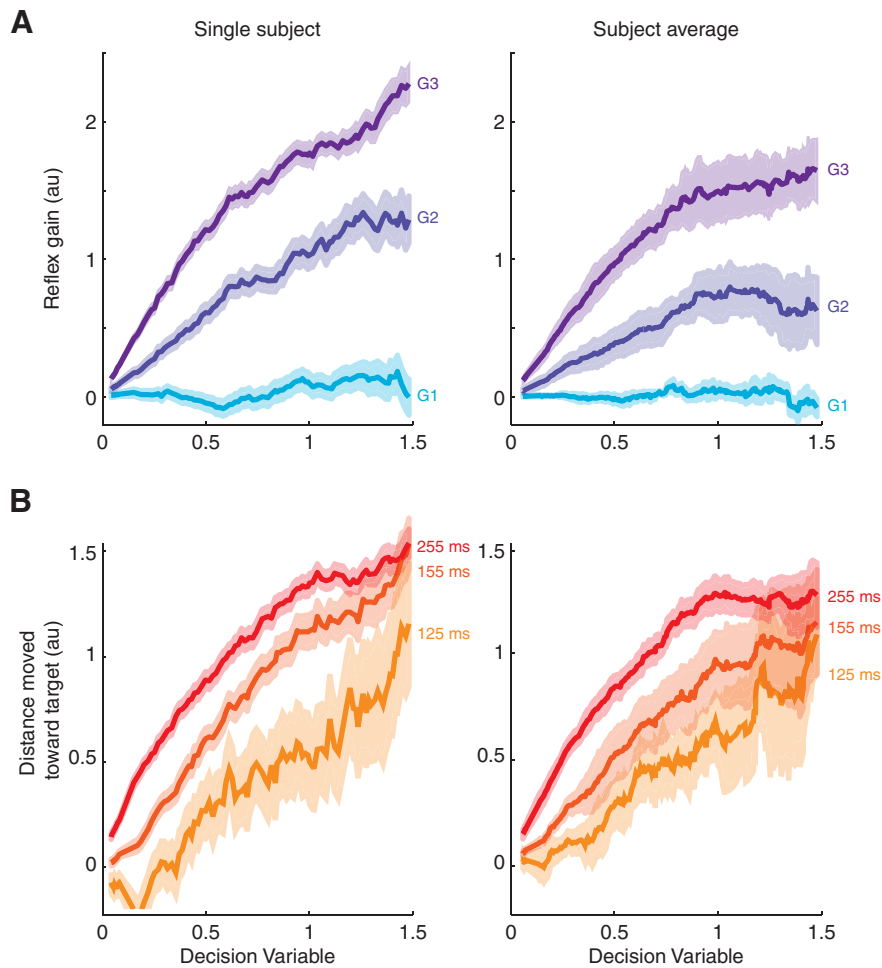 A
Single subject
Subject average
Reflex gain (au)
2
1
0
0
0.5
1
1.5
G3
G2
G1
2
1
0
0
0.5
1
1.5
G3
G2
G1
B
Distance moved
toward target (au)
1.5
1
0.5
0
0
0.5
1
1.5
Decision Variable
255 ms
155 ms
125 ms
1.5
1
0.5
0
0
0.5
1
1.5
Decision Variable
255 ms
155 ms
125 ms